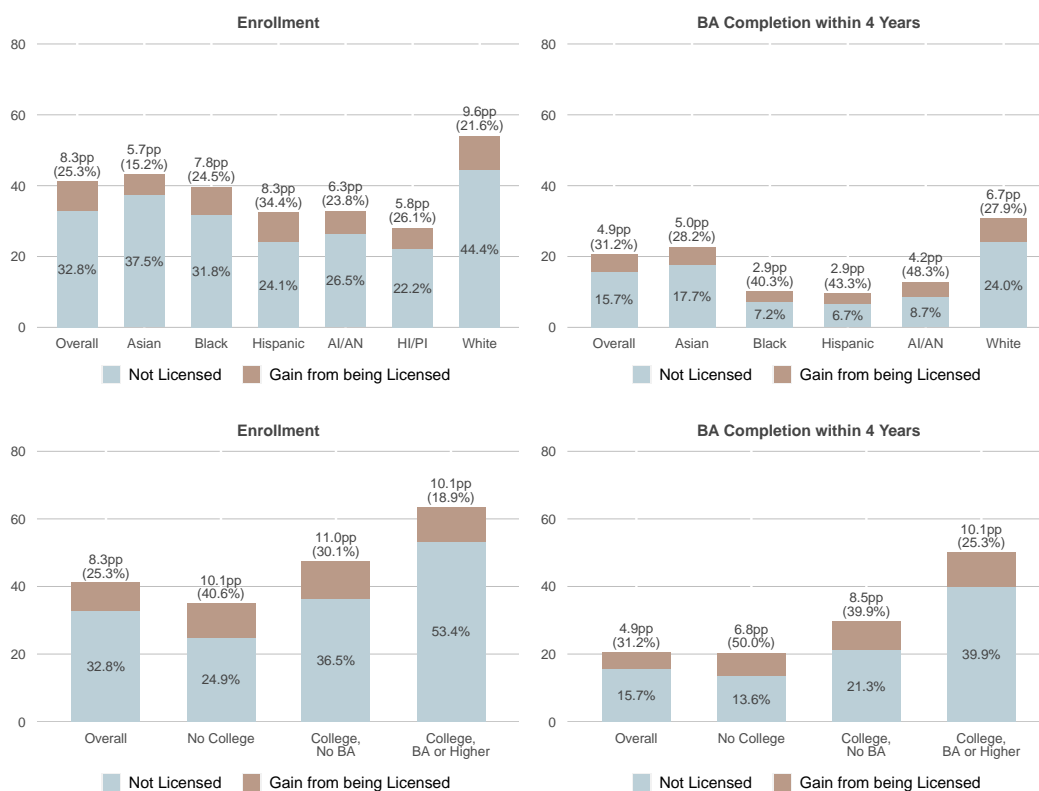 Enrollment
80
60
40
20
0
8.3pp
(25.3%)
32.8%
5.7pp
(15.2%)
37.5%
7.8pp
(24.5%)
31.8%
8.3pp
(34.4%)
24.1%
6.3pp
(23.8%)
26.5%
5.8pp
(26.1%)
22.2%
9.6pp
(21.6%)
44.4%
Overall Asian Black Hispanic AI/AN HI/PI White
Not Licensed Gain from being Licensed
BA Completion within 4 Years
80
60
40
20
0
4.9pp
(31.2%)
15.7%
5.0pp
(28.2%)
17.7%
2.9pp
(40.3%)
7.2%
2.9pp
(43.3%)
6.7%
4.2pp
(48.3%)
8.7%
6.7pp
(27.9%)
24.0%
Overall Asian Black Hispanic AI/AN White
Not Licensed Gain from being Licensed
Enrollment
80
60
40
20
0
8.3pp
(25.3%)
32.8%
10.1pp
(40.6%)
24.9%
11.0pp
(30.1%)
36.5%
10.1pp
(18.9%)
53.4%
Overall No College College, College,
No BA BA or Higher
Not Licensed Gain from being Licensed
BA Completion within 4 Years
80
60
40
20
0
4.9pp
(31.2%)
15.7%
6.8pp
(50.0%)
13.6%
8.5pp
(39.9%)
21.3%
10.1pp
(25.3%)
39.9%
Overall No College College, College,
No BA BA or Higher
Not Licensed Gain from being Licensed